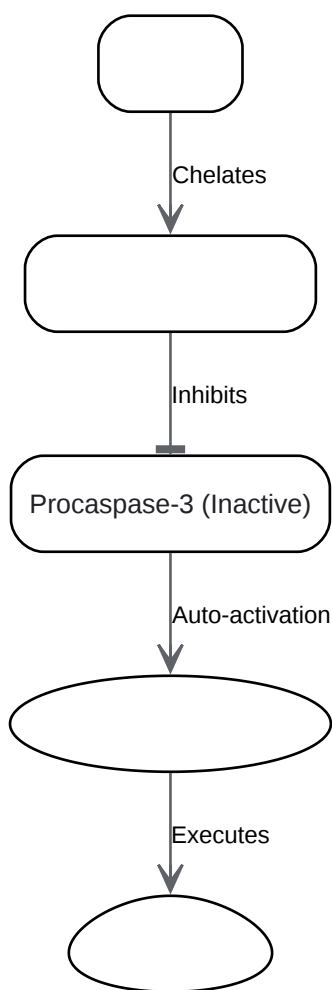 Chelates
Inhibits
Procaspase-3 (Inactive)
Auto-activation
Executes